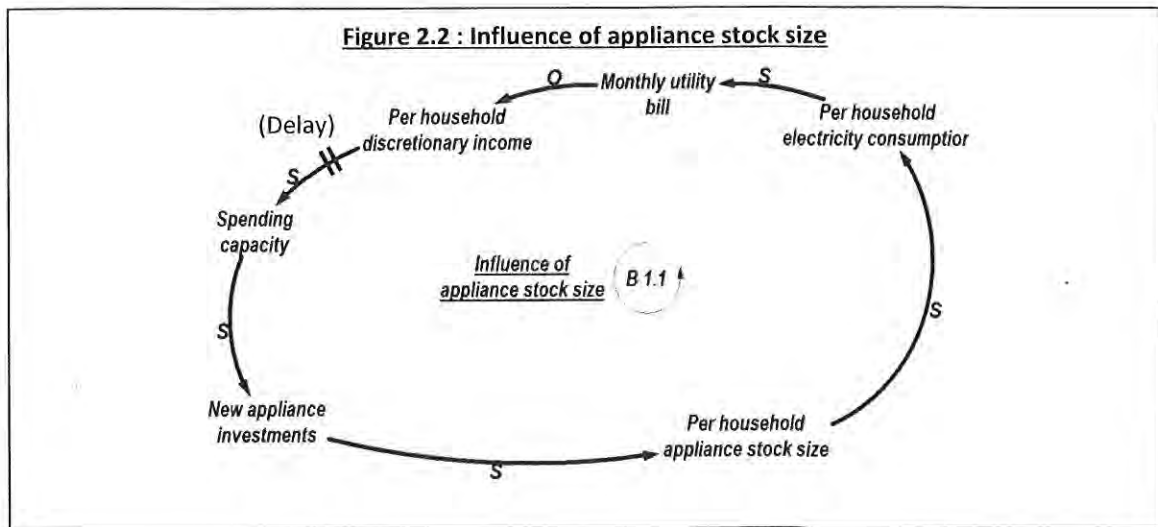 Figure 2.2 : Influence of appliance stock size
O
Monthly utility
bill
S
Per household
discretionary income
Per household
electricity consumptior
(Delay)
S
Spending
capacity
Influence of
appliance stock size
B 1.1
S
S
New appliance
investments
Per household
appliance stock size
S